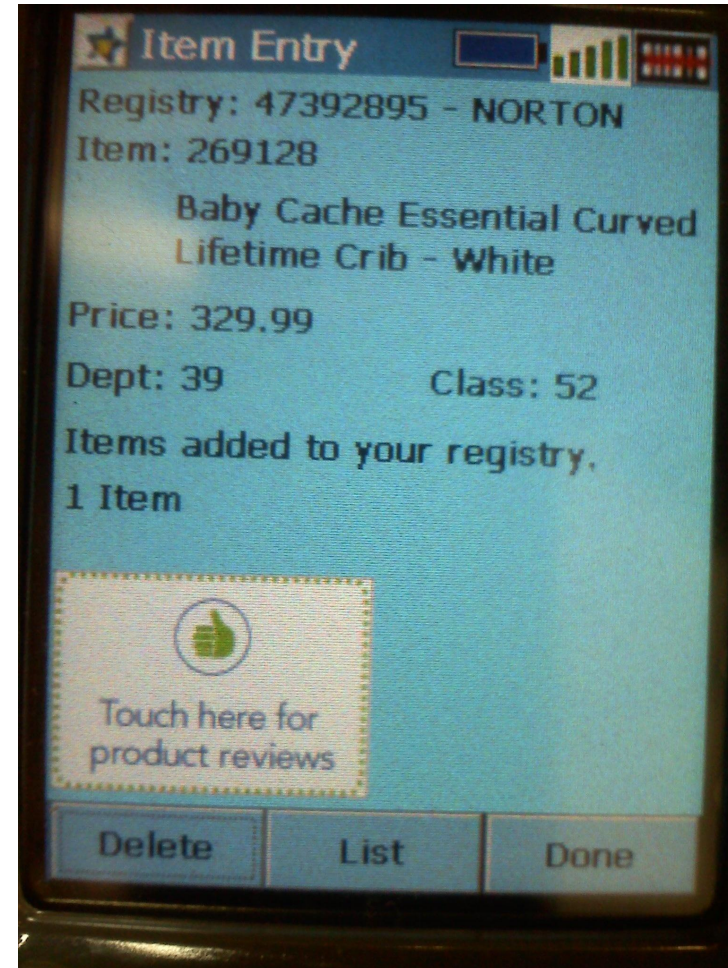 Item Entry
Registry: 47392895 - NORTON
Item: 269128
Baby Cache Essential Curved
Lifetime Crib - White
Price: 329.99
Dept: 39 Class: 52
Items added to your registry.
1 Item
Touch here for
product reviews
Delete List Done